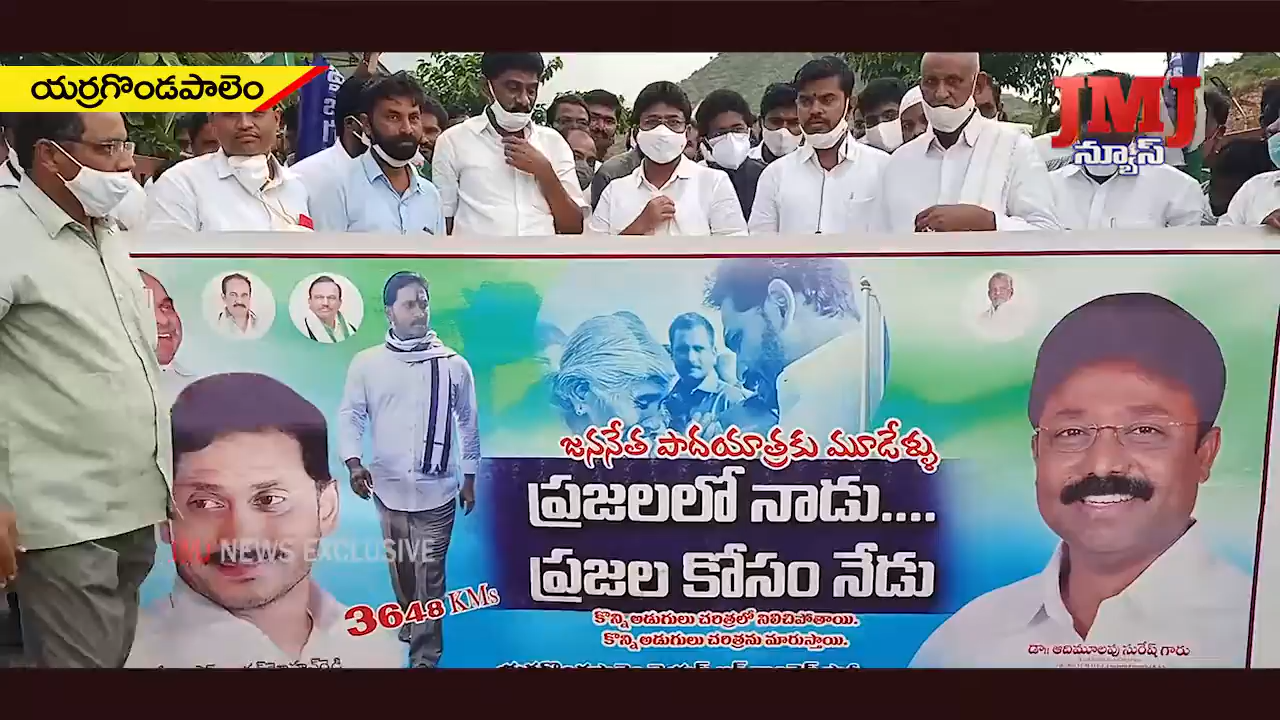 యర్రగొండపాలెం
JMJ
న్యూస్
జననేత పాదయాత్రకు మూడేళ్ళు
ప్రజలలో నాడు....
ప్రజల కోసం నేడు
JMJ NEWS EXCLUSIVE
3648 KMs
కొన్ని అడుగులు చరిత్రలో నిలిచిపోతాయి.
కొన్ని అడుగులు చరిత్రను మారుస్తాయి.
డా॥ ఆదిమూలపు సురేష్ గారు